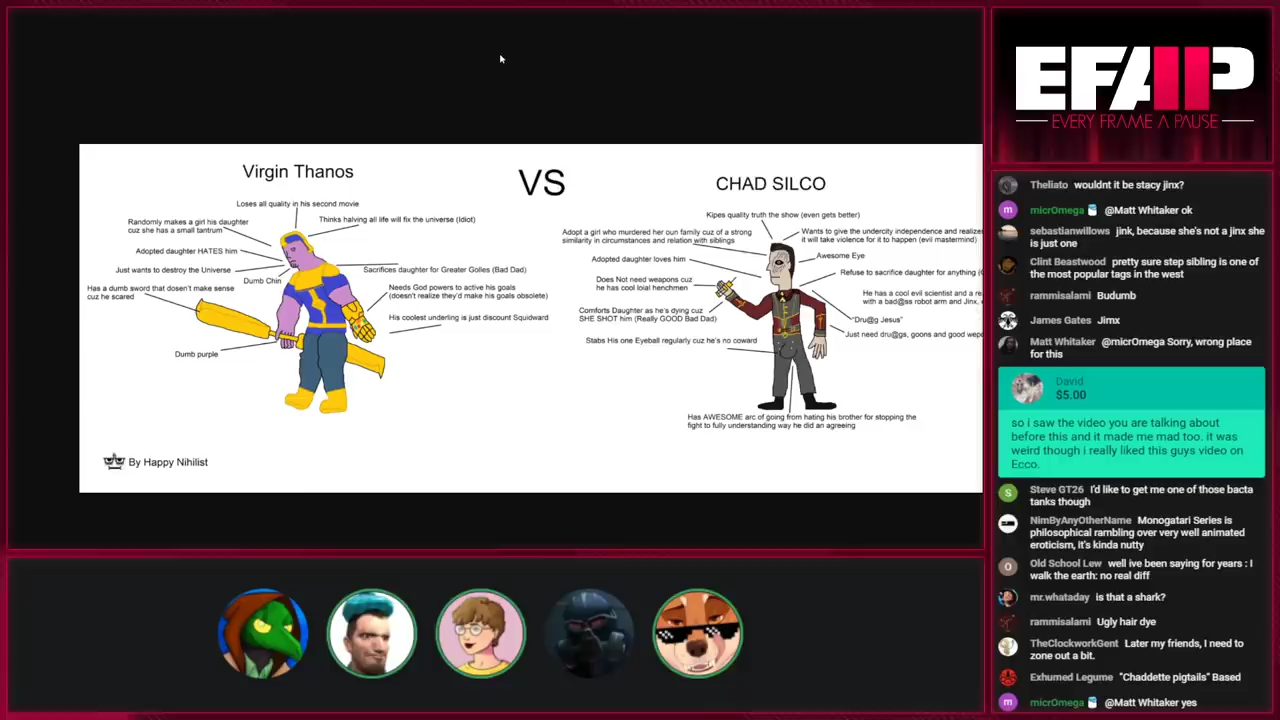 Virgin Thanos
VS
CHAD SILCO
Loses all quality in his second movie
Randomly makes a girl his daughter
cuz she has a small tantrum
Thinks halving all life will fix the universe (Idiot)
Adopted daughter HATES him
Just wants to destroy the Universe
Dumb Chin
Sacrifices daughter for Greater Golles (Bad Dad)
Has a dumb sword that dosen't make sense
cuz he scared
Needs God powers to active his goals
(doesn't realize they'd make his goals obsolete)
His coolest underling is just discount Squidward
Dumb purple
Kipes quality truth the show (even gets better)
Adopt a girl who murdered her oun family cuz of a strong
similarity in circumstances and relation with siblings
Wants to give the undercity independence and realizes
it will take violence for it to happen (evil mastermind)
Adopted daughter loves him
Awesome Eye
Does Not need weapons cuz
he has cool loial henchmen
Refuse to sacrifice daughter for anything (
He has a cool evil scientist and a re
with a bad@ss robot arm and Jinx,
Comforts Daughter as he's dying cuz
SHE SHOT him (Really GOOD Bad Dad)
"Dru@g Jesus"
Just need dru@gs, goons and good wep
Stabs His one Eyeball regularly cuz he's no coward
Has AWESOME arc of going from hating his brother for stopping the
fight to fully understanding way he did an agreeing
By Happy Nihilist
EFAP
EVERY FRAME A PAUSE
Theliato wouldnt it be stacy jinx?
micrOmega @Matt Whitaker ok
sebastianwillows jink, because she's not a jinx she
is just one
Clint Beastwood pretty sure step sibling is one of
the most popular tags in the west
rammisalami Budumb
James Gates Jimx
Matt Whitaker @micrOmega Sorry, wrong place
for this
David
$5.00
so i saw the video you are talking about
before this and it made me mad too. it was
weird though i really liked this guys video on
Ecco.
Steve GT26 I'd like to get me one of those bacta
tanks though
NimByAnyOtherName Monogatari Series is
philosophical rambling over very well animated
eroticism, it's kinda nutty
Old School Lew well ive been saying for years : I
walk the earth: no real diff
mr.whataday is that a shark?
rammisalami Ugly hair dye
TheClockworkGent Later my friends, I need to
zone out a bit.
Exhumed Legume "Chaddette pigtails" Based
micrOmega @Matt Whitaker yes